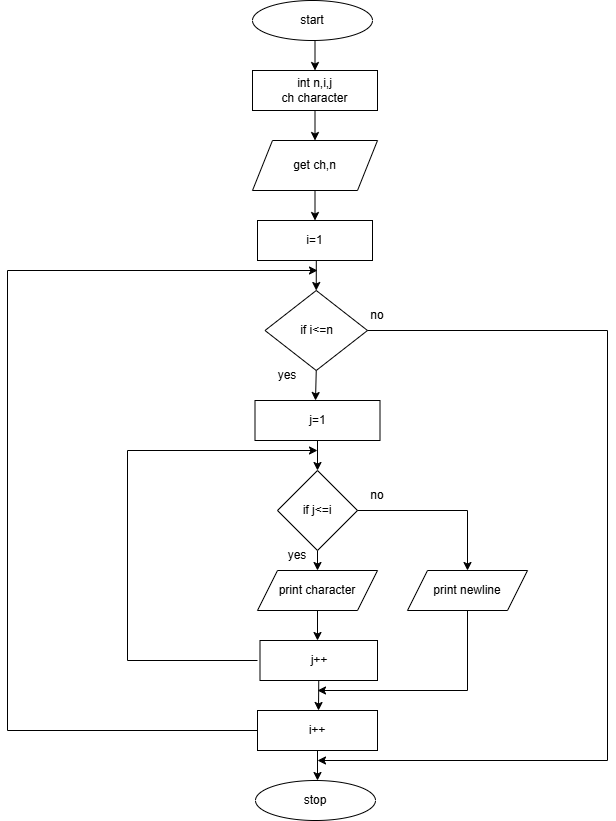 start
int n,i,j
ch character
get ch,n
i=1
if i<=n
no
yes
j=1
if j<=i
no
yes
print character
print newline
j++
i++
stop